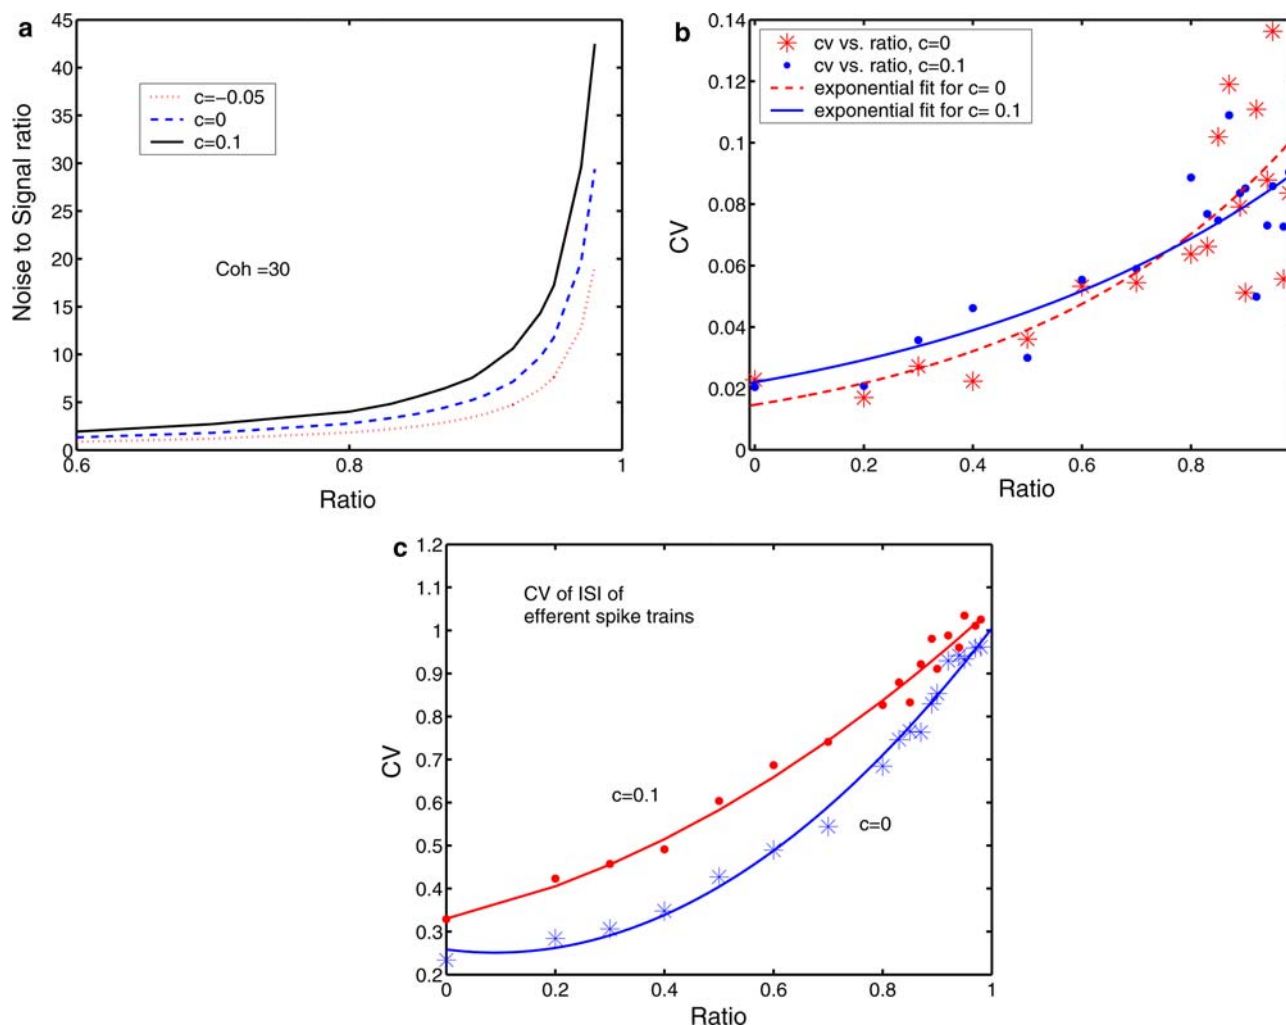 a
45
40
35
30
25
20
15
10
5
0
Noise to Signal ratio
c=−0.05
c=0
c=0.1
Coh =30
0.6
0.8
1
Ratio
b
0.14
0.12
0.1
0.08
0.06
0.04
0.02
0
CV
cv vs. ratio, c=0
cv vs. ratio, c=0.1
exponential fit for c= 0
exponential fit for c= 0.1
0
0.2
0.4
0.6
0.8
Ratio
c
1.2
1.1
1
0.9
0.8
0.7
0.6
0.5
0.4
0.3
0.2
CV
CV of ISI of
efferent spike trains
c=0.1
c=0
0
0.2
0.4
0.6
0.8
1
Ratio